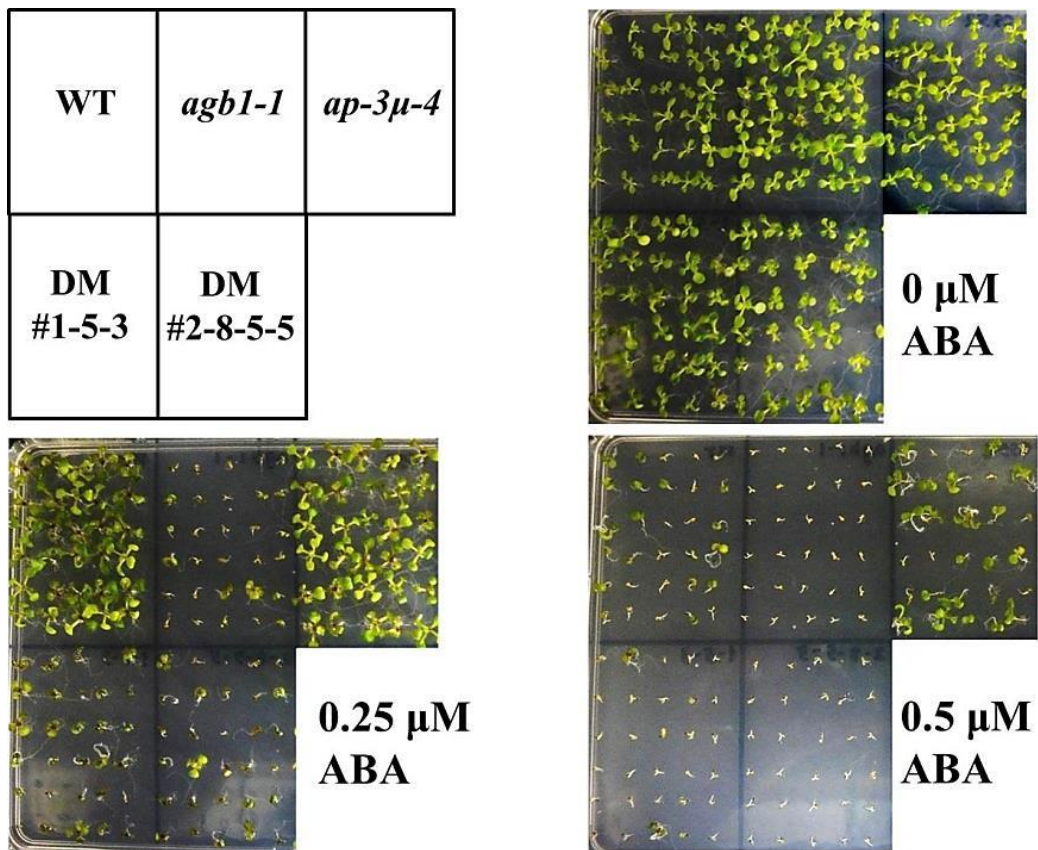 WT
agb1-1
ap-3μ-4
DM
#1-5-3
DM
#2-8-5-5
0 μM
ABA
0.25 μM
ABA
0.5 μM
ABA